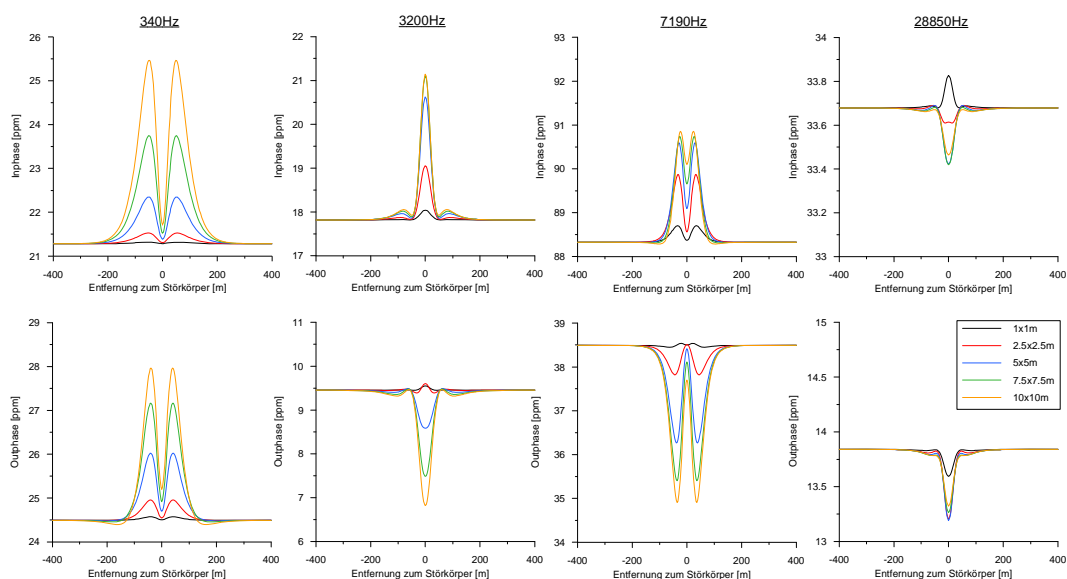 340Hz
3200Hz
7190Hz
28850Hz
26
25
24
23
22
21
Inphase [ppm]
-400 -200 0 200 400
Entfernung zum Störkörper [m]
22
21
20
19
18
17
Inphase [ppm]
-400 -200 0 200 400
Entfernung zum Störkörper [m]
93
92
91
90
89
88
Inphase [ppm]
-400 -200 0 200 400
Entfernung zum Störkörper [m]
34
33.8
33.6
33.4
33.2
33
Inphase [ppm]
-400 -200 0 200 400
Entfernung zum Störkörper [m]
29
28
27
26
25
24
Outphase [ppm]
-400 -200 0 200 400
Entfernung zum Störkörper [m]
11
10
9
8
7
6
Outphase [ppm]
-400 -200 0 200 400
Entfernung zum Störkörper [m]
39
38
37
36
35
34
Outphase [ppm]
-400 -200 0 200 400
Entfernung zum Störkörper [m]
15
14.5
14
13.5
13
Outphase [ppm]
-400 -200 0 200 400
Entfernung zum Störkörper [m]
1x1m
2.5x2.5m
5x5m
7.5x7.5m
10x10m